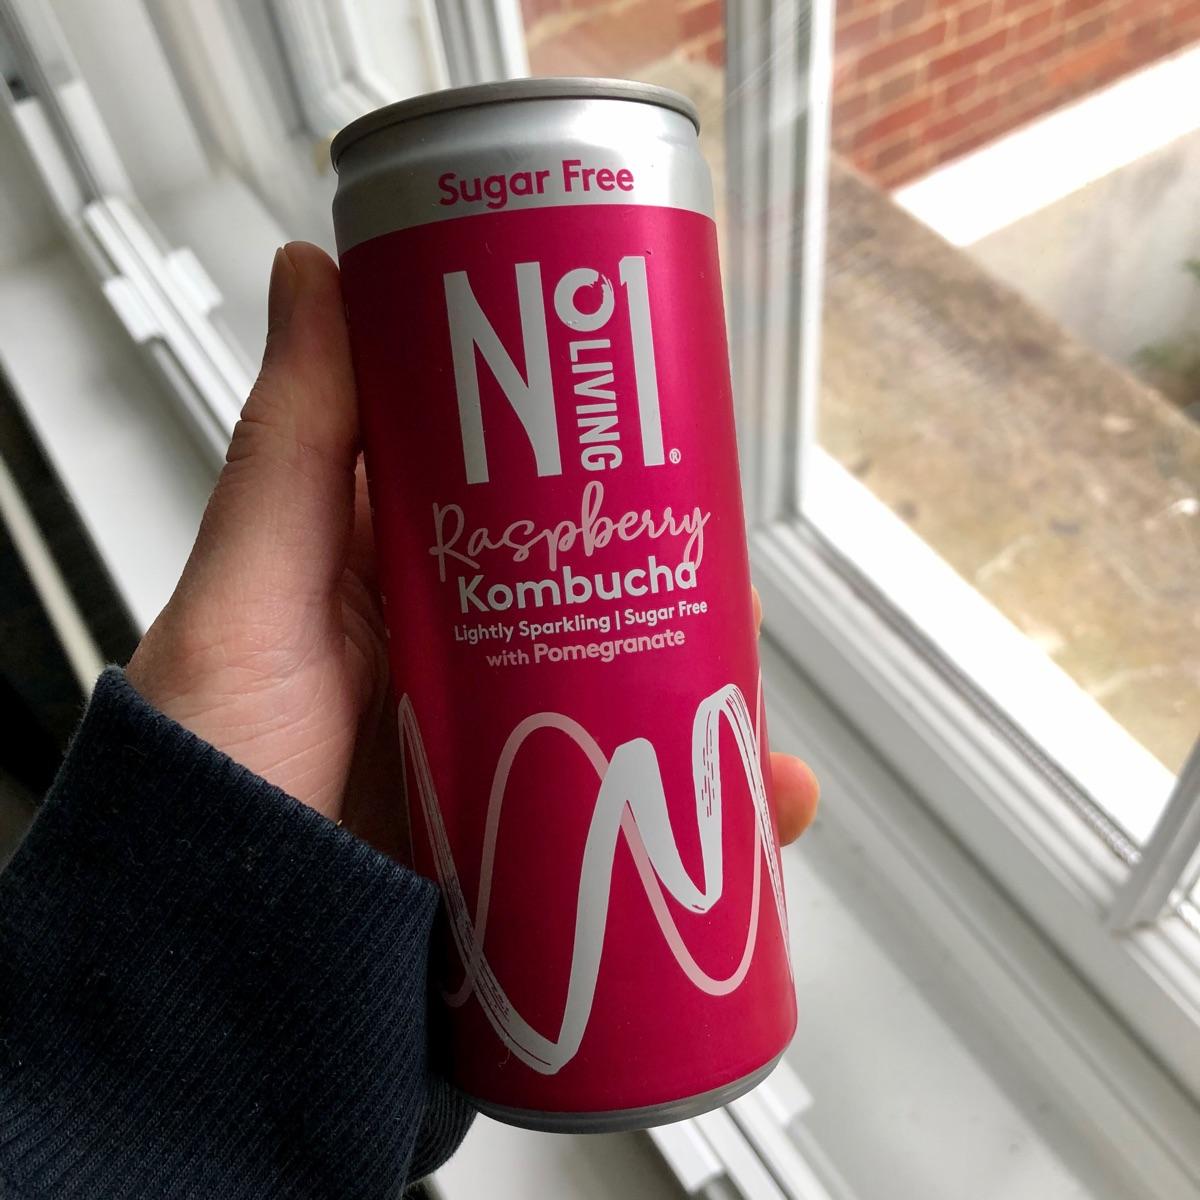 Sugar Free
No1
LIVING
®
Raspberry
Kombucha
Lightly Sparkling | Sugar Free
with Pomegranate